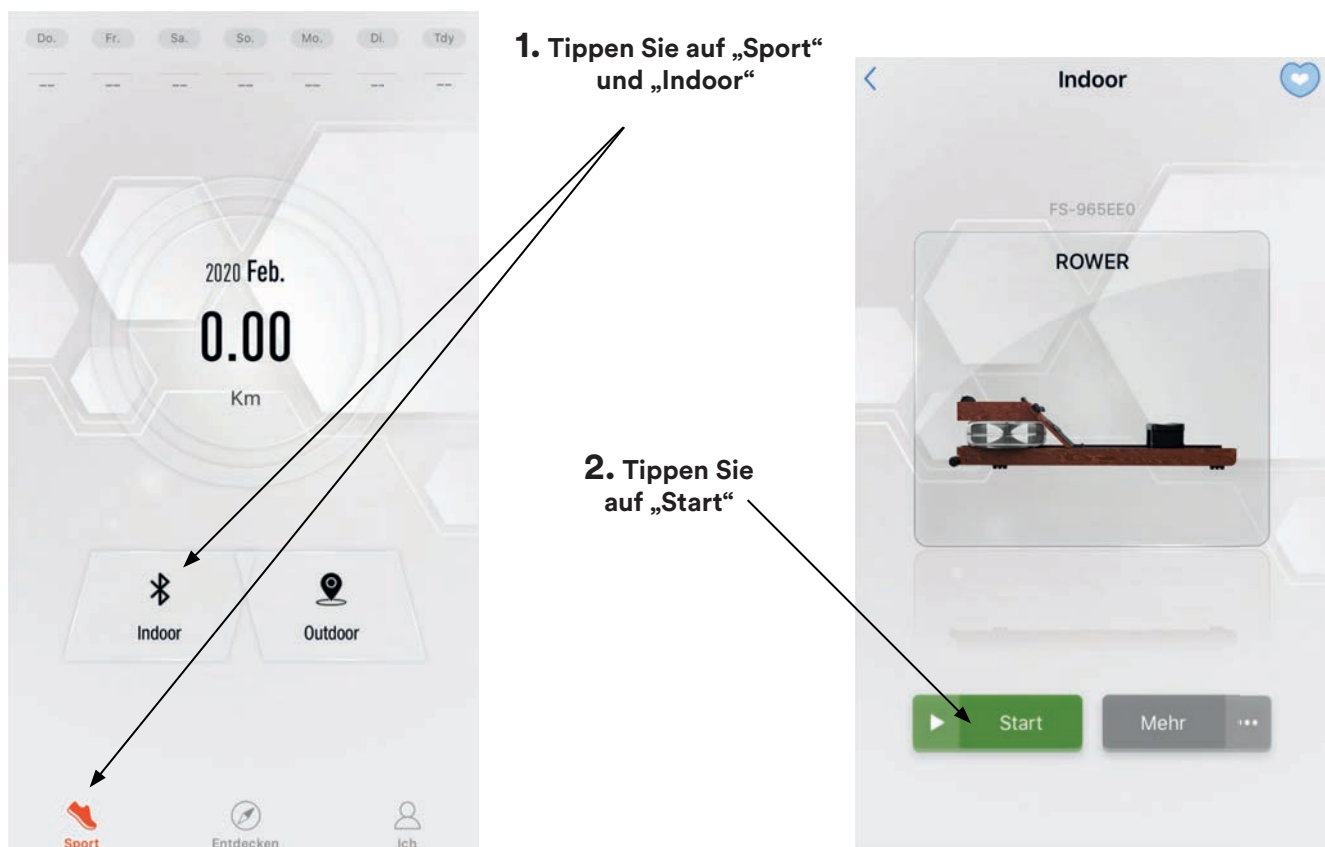 Do. Fr. Sa. So. Mo. Di. Tdy
-- -- -- -- -- -- --
2020 Feb.
0.00
Km
Indoor Outdoor
Sport Entdecken Ich
1. Tippen Sie auf „Sport“
und „Indoor“
2. Tippen Sie
auf „Start“
Indoor
FS-965EE0
ROWER
Start Mehr